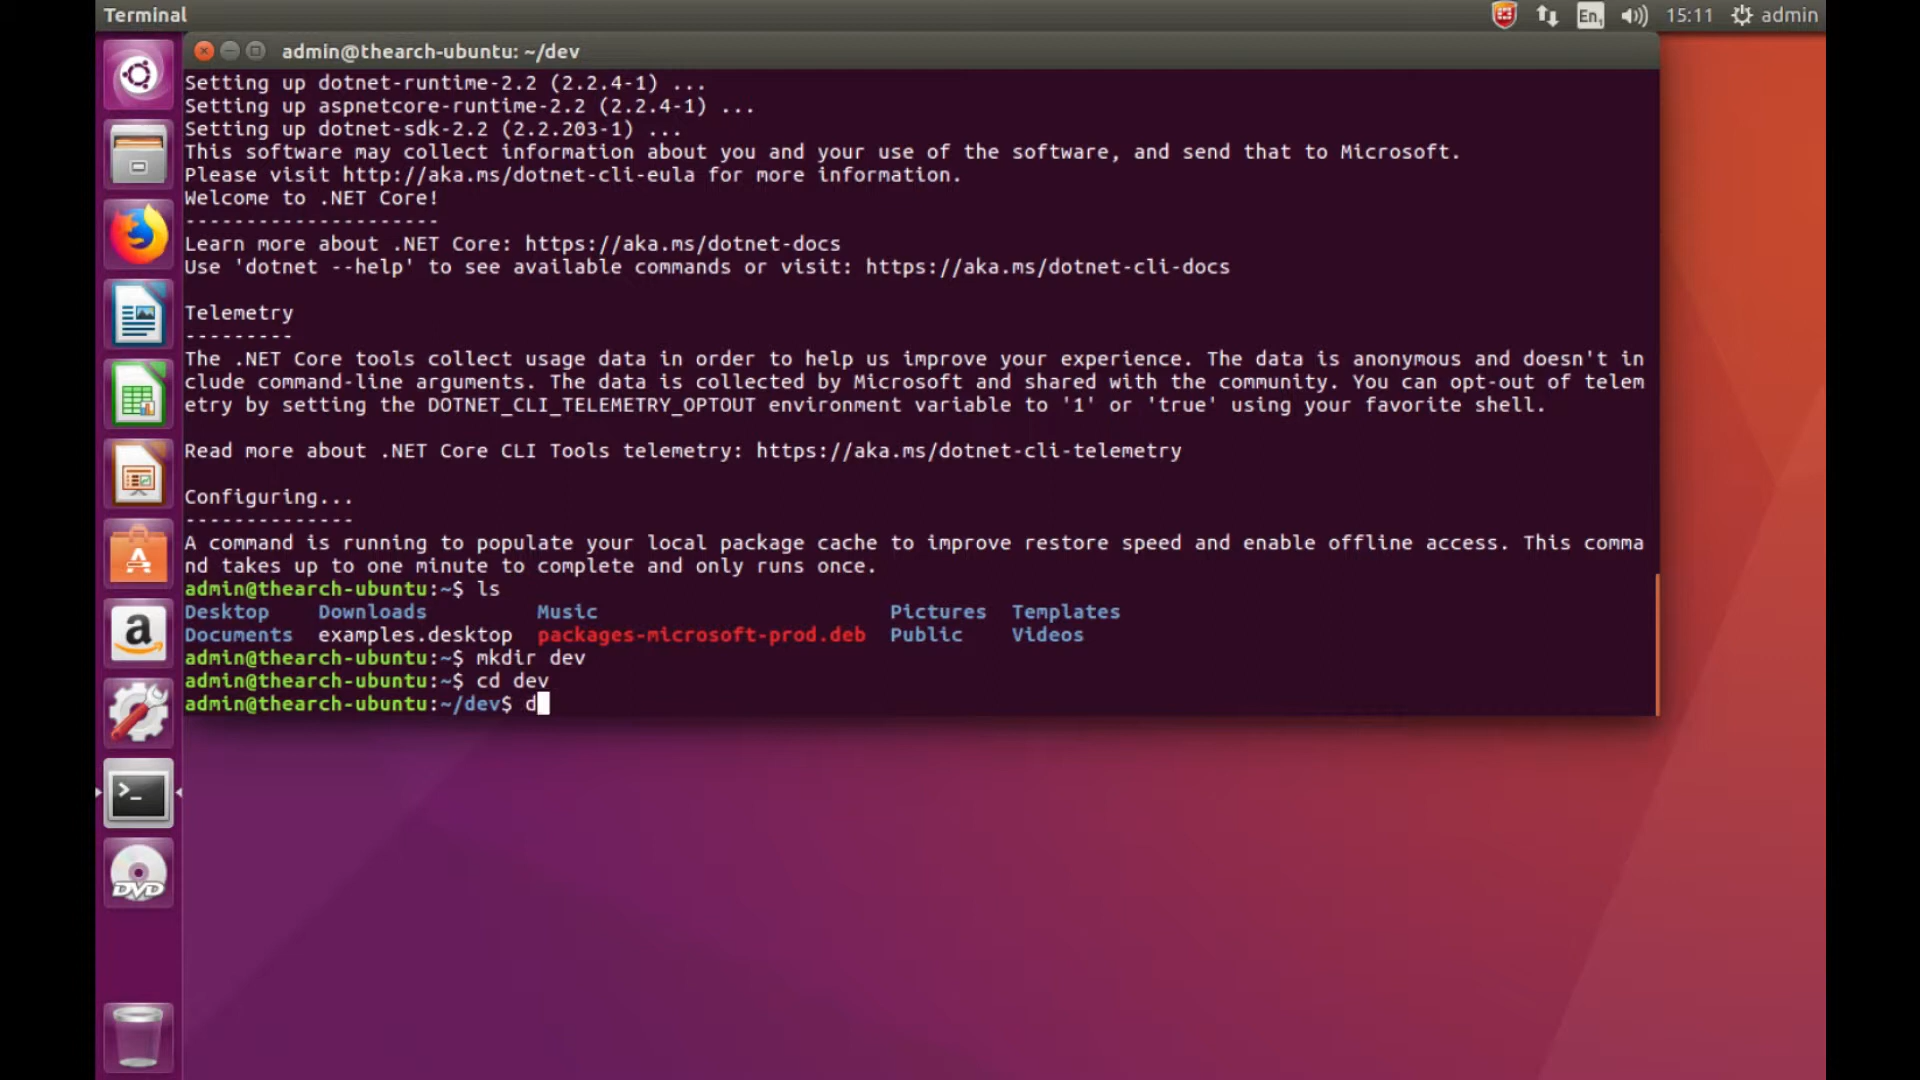 Terminal
En1
15:11
admin
admin@thearch-ubuntu: ~/dev
Setting up dotnet-runtime-2.2 (2.2.4-1) ...
Setting up aspnetcore-runtime-2.2 (2.2.4-1) ...
Setting up dotnet-sdk-2.2 (2.2.203-1) ...
This software may collect information about you and your use of the software, and send that to Microsoft.
Please visit http://aka.ms/dotnet-cli-eula for more information.
Welcome to .NET Core!
---------------------
Learn more about .NET Core: https://aka.ms/dotnet-docs
Use 'dotnet --help' to see available commands or visit: https://aka.ms/dotnet-cli-docs
Telemetry
---------
The .NET Core tools collect usage data in order to help us improve your experience. The data is anonymous and doesn't in
clude command-line arguments. The data is collected by Microsoft and shared with the community. You can opt-out of telem
etry by setting the DOTNET_CLI_TELEMETRY_OPTOUT environment variable to '1' or 'true' using your favorite shell.
Read more about .NET Core CLI Tools telemetry: https://aka.ms/dotnet-cli-telemetry
Configuring...
--------------
A command is running to populate your local package cache to improve restore speed and enable offline access. This comma
nd takes up to one minute to complete and only runs once.
admin@thearch-ubuntu:~$ ls
Desktop Downloads Music Pictures Templates
Documents examples.desktop packages-microsoft-prod.deb Public Videos
admin@thearch-ubuntu:~$ mkdir dev
admin@thearch-ubuntu:~$ cd dev
admin@thearch-ubuntu:~/dev$ d
A
a
>_
DVD